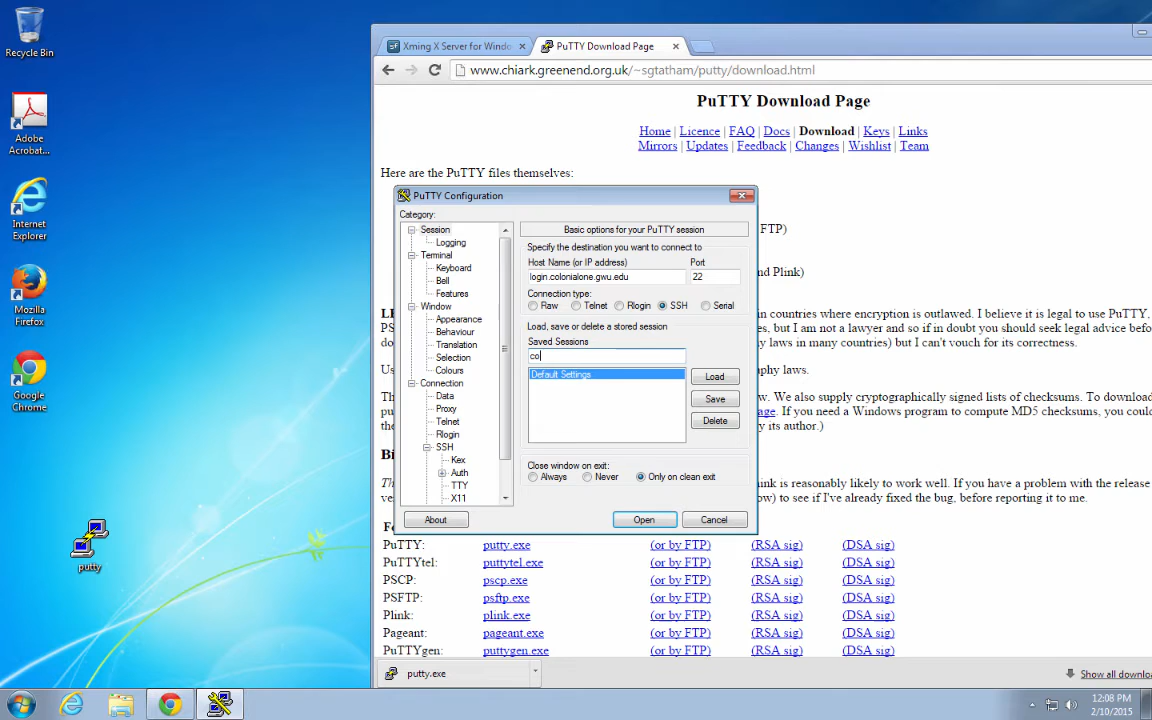 Recycle Bin
Adobe
Acrobat...
Internet
Explorer
Mozilla
Firefox
Google
Chrome
putty
Xming X Server for Windo
PuTTY Download Page
www.chiark.greenend.org.uk/~sgtatham/putty/download.html
PuTTY Download Page
Home | Licence | FAQ | Docs | Download | Keys | Links
Mirrors | Updates | Feedback | Changes | Wishlist | Team
Here are the PuTTY files themselves:
FTP)
nd Plink)
in countries where encryption is outlawed. I believe it is legal to use PuTTY,
es, but I am not a lawyer and so if in doubt you should seek legal advice befo
y laws in many countries) but I can't vouch for its correctness.
Us
aphy laws.
Th
w. We also supply cryptographically signed lists of checksums. To download
pu
age. If you need a Windows program to compute MD5 checksums, you could
the
y its author.)
Bi
nk is reasonably likely to work well. If you have a problem with the release
ve
ow) to see if I've already fixed the bug, before reporting it to me.
PuTTY Configuration
Category:
Session
Logging
Terminal
Keyboard
Bell
Features
Window
Appearance
Behaviour
Translation
Selection
Colours
Connection
Data
Proxy
Telnet
Rlogin
SSH
Kex
Auth
TTY
X11
Basic options for your PuTTY session
Specify the destination you want to connect to
Host Name (or IP address) Port
login.colonialone.gwu.edu 22
Connection type:
Raw Telnet Rlogin SSH Serial
Load, save or delete a stored session
Saved Sessions
co
Default Settings
Load
Save
Delete
Close window on exit:
Always Never Only on clean exit
About Open Cancel
PuTTY: putty.exe (or by FTP) (RSA sig) (DSA sig)
PuTTYtel: puttytel.exe (or by FTP) (RSA sig) (DSA sig)
PSCP: pscp.exe (or by FTP) (RSA sig) (DSA sig)
PSFTP: psftp.exe (or by FTP) (RSA sig) (DSA sig)
Plink: plink.exe (or by FTP) (RSA sig) (DSA sig)
Pageant: pageant.exe (or by FTP) (RSA sig) (DSA sig)
PuTTYgen: puttygen.exe (or by FTP) (RSA sig) (DSA sig)
putty.exe
Show all downlo
12:08 PM
2/10/2015